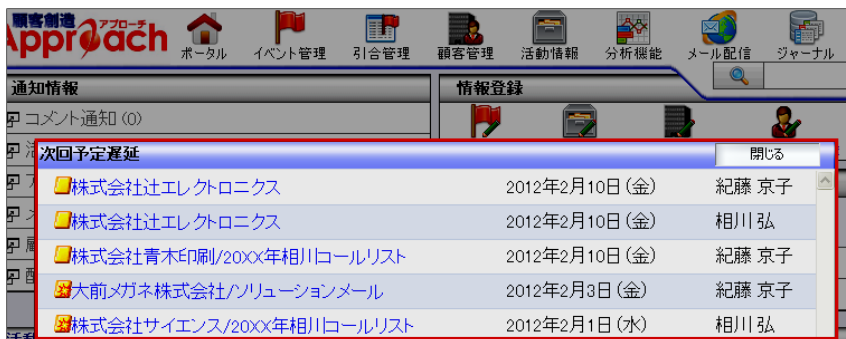 顧客創造 アプローチ
Approach
ポータル イベント管理 引合管理 顧客管理 活動情報 分析機能 メール配信 ジャーナル
通知情報 情報登録
コメント通知 (0)
次回予定遅延 閉じる
株式会社辻エレクトロニクス 2012年2月10日(金) 紀藤 京子
株式会社辻エレクトロニクス 2012年2月10日(金) 相川 弘
株式会社青木印刷/20XX年相川コールリスト 2012年2月10日(金) 紀藤 京子
大前メガネ株式会社/ソリューションメール 2012年2月3日(金) 紀藤 京子
株式会社サイエンス/20XX年相川コールリスト 2012年2月1日(水) 相川 弘